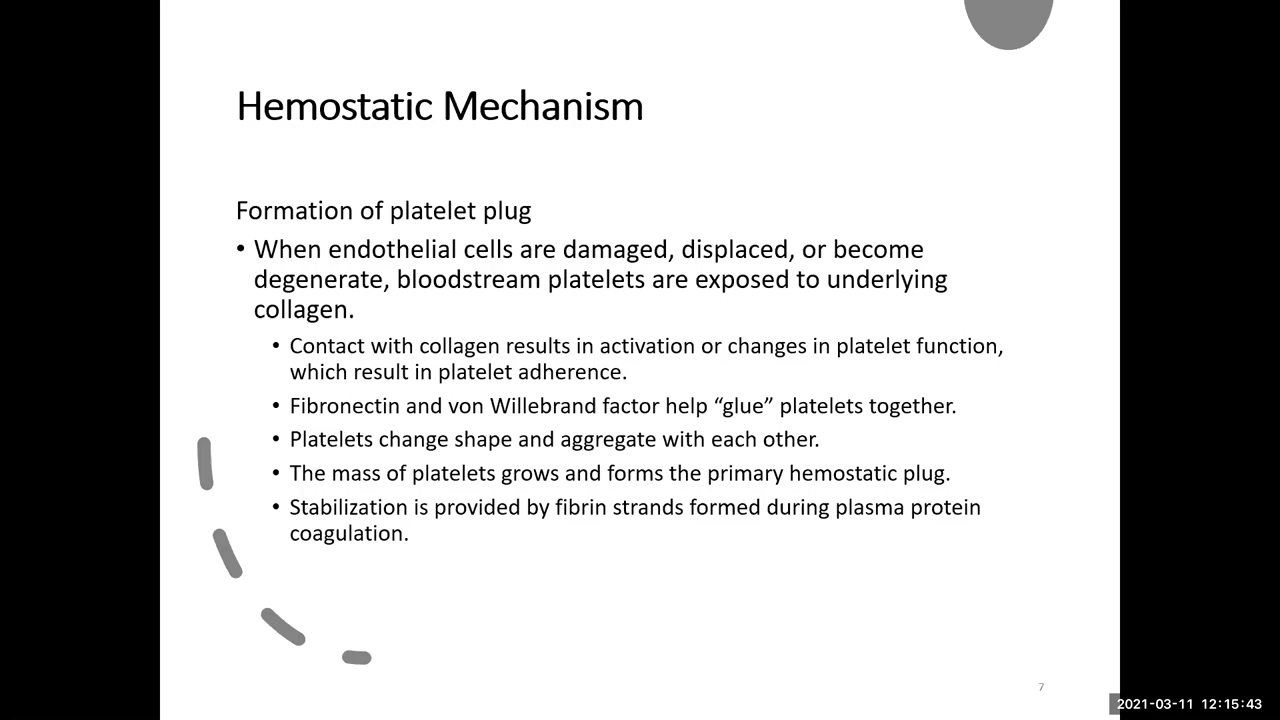 Hemostatic Mechanism
Formation of platelet plug
• When endothelial cells are damaged, displaced, or become
degenerate, bloodstream platelets are exposed to underlying
collagen.
• Contact with collagen results in activation or changes in platelet function,
which result in platelet adherence.
• Fibronectin and von Willebrand factor help “glue” platelets together.
• Platelets change shape and aggregate with each other.
• The mass of platelets grows and forms the primary hemostatic plug.
• Stabilization is provided by fibrin strands formed during plasma protein
coagulation.
7
2021-03-11 12:15:43